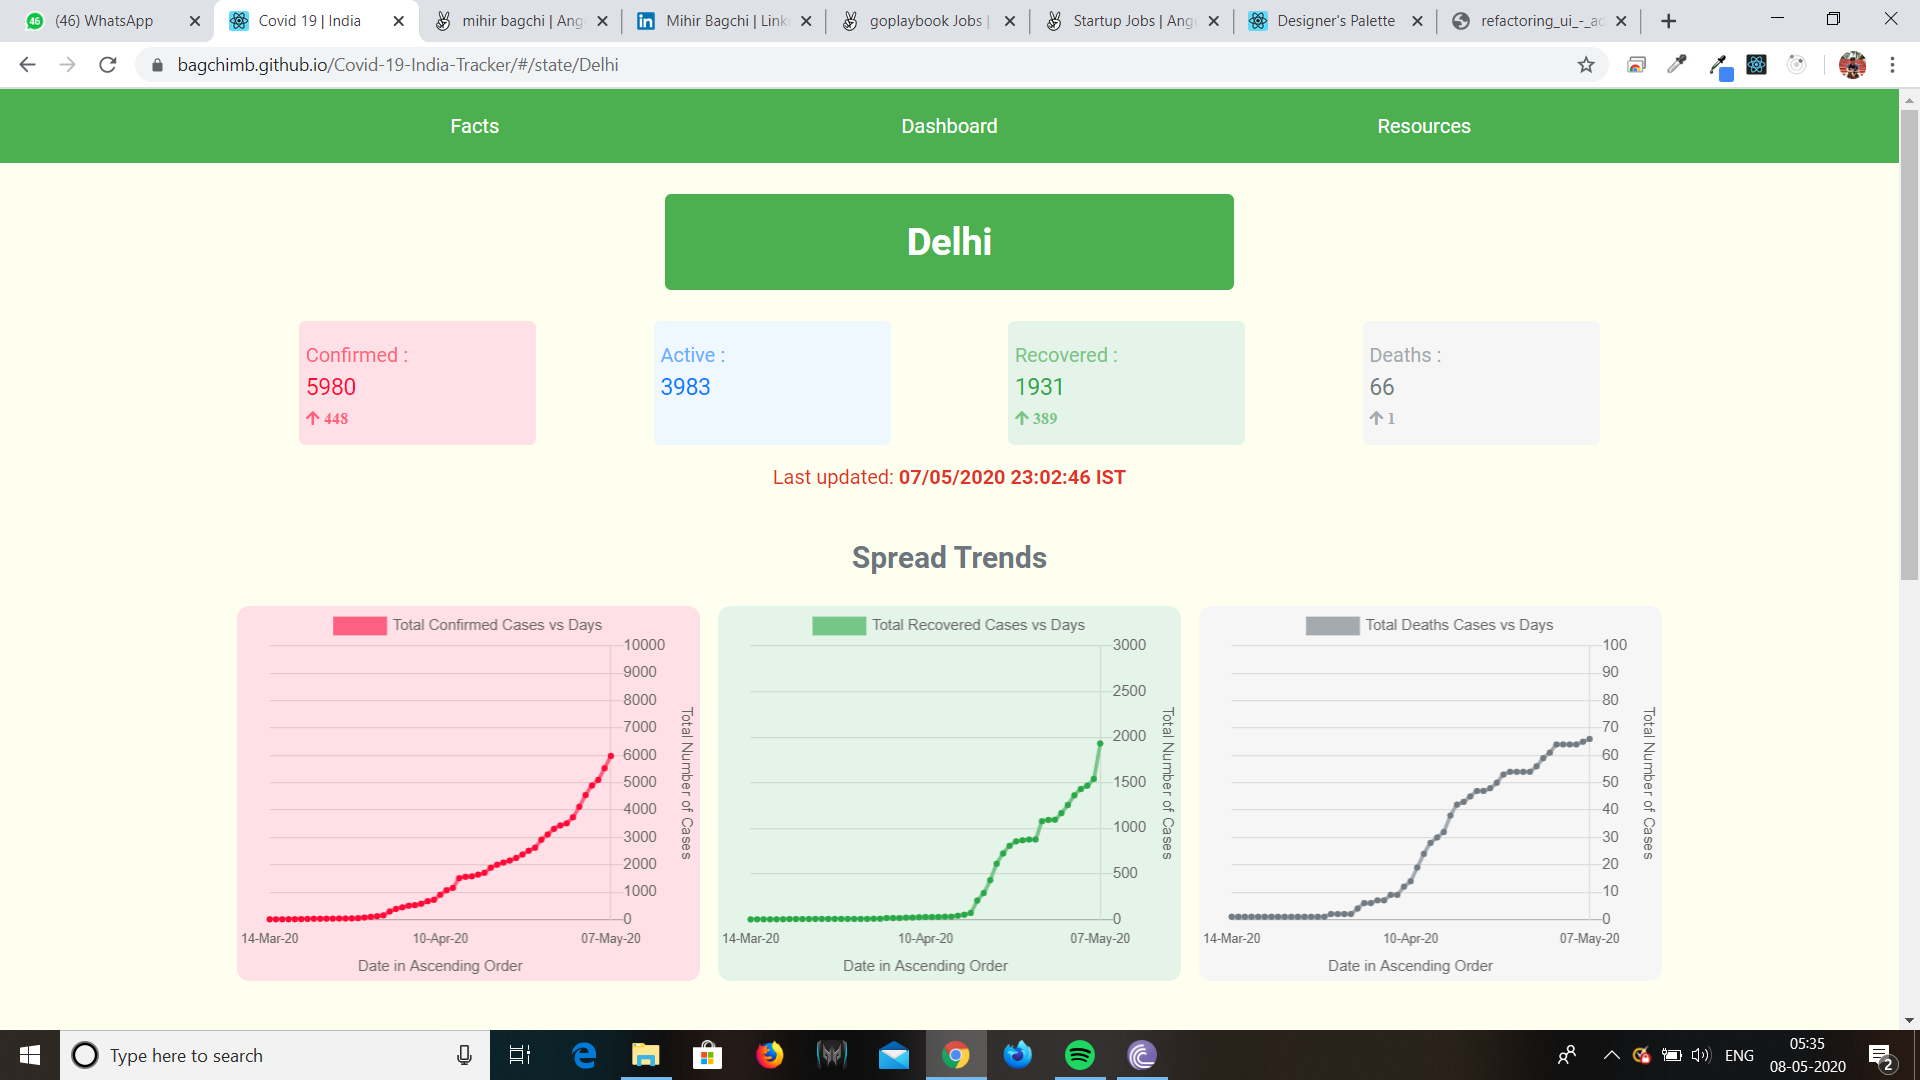 (46) WhatsApp
Covid 19 | India
mihir bagchi | Ang
Mihir Bagchi | Link
goplaybook Jobs |
Startup Jobs | Ang
Designer's Palette
refactoring_ui_-_ad
bagchimb.github.io/Covid-19-India-Tracker/#/state/Delhi
Facts
Dashboard
Resources
Delhi
Confirmed :
5980
448
Active :
3983
Recovered :
1931
389
Deaths :
66
1
Last updated: 07/05/2020 23:02:46 IST
Spread Trends
Total Confirmed Cases vs Days
10000
9000
8000
7000
6000
5000
4000
3000
2000
1000
0
Total Number of Cases
14-Mar-20
10-Apr-20
07-May-20
Date in Ascending Order
Total Recovered Cases vs Days
3000
2500
2000
1500
1000
500
0
Total Number of Cases
14-Mar-20
10-Apr-20
07-May-20
Date in Ascending Order
Total Deaths Cases vs Days
100
90
80
70
60
50
40
30
20
10
0
Total Number of Cases
14-Mar-20
10-Apr-20
07-May-20
Date in Ascending Order
Type here to search
ENG
05:35
08-05-2020
2